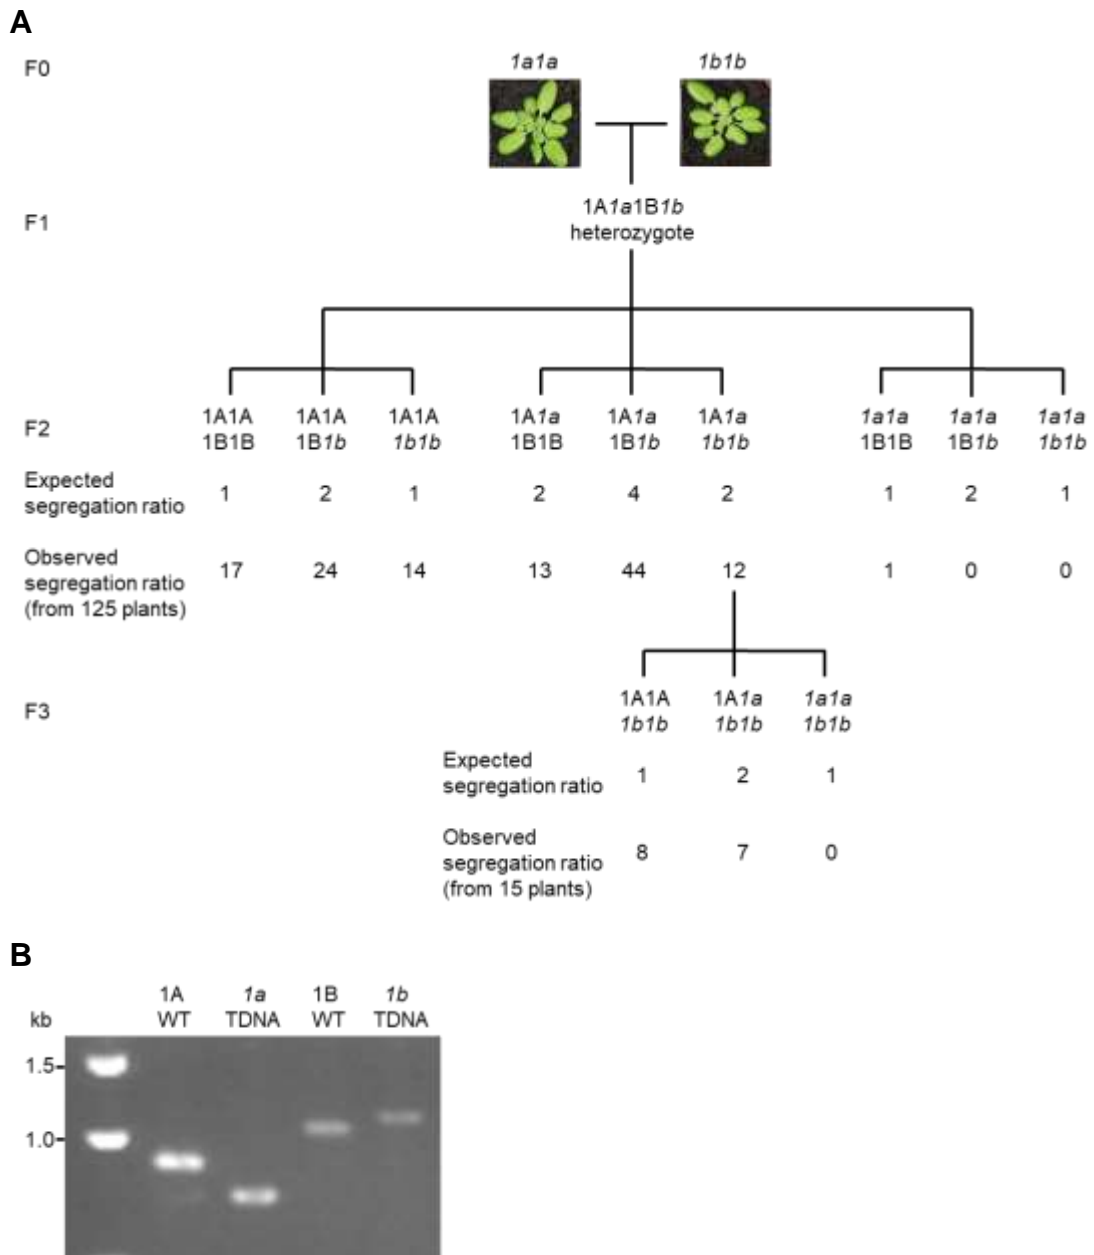 A
F0
1a1a 1b1b
F1
1A1a1B1b
heterozygote
F2
1A1A 1A1A 1A1A 1A1a 1A1a 1A1a 1a1a 1a1a 1a1a
1B1B 1B1b 1b1b 1B1B 1B1b 1b1b 1B1B 1B1b 1b1b
Expected
segregation ratio
1 2 1 2 4 2 1 2 1
Observed
segregation ratio
(from 125 plants)
17 24 14 13 44 12 1 0 0
F3
1A1A 1A1a 1a1a
1b1b 1b1b 1b1b
Expected
segregation ratio
1 2 1
Observed
segregation ratio
(from 15 plants)
8 7 0
B
1A 1a 1B 1b
kb WT TDNA WT TDNA
1.5-
1.0-